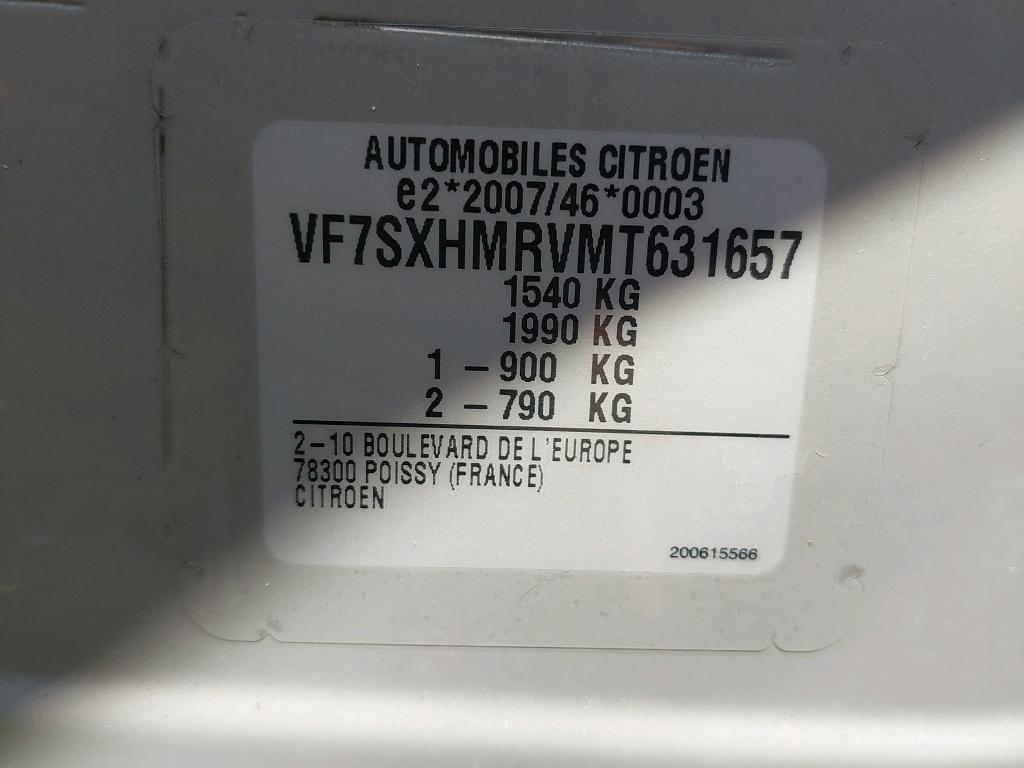 AUTOMOBILES CITROEN
e2*2007/46*0003
VF7SXHMRVMT631657
1540 KG
1990 KG
1 - 900 KG
2 - 790 KG
2-10 BOULEVARD DE L'EUROPE
78300 POISSY (FRANCE)
CITROEN
200615566